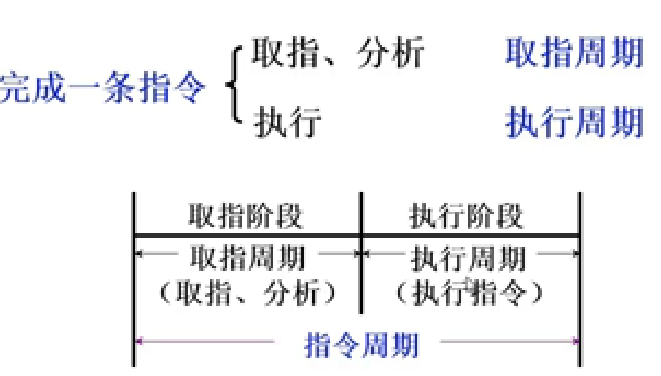 取指、分析 取指周期
完成一条指令
执行 执行周期
取指阶段 执行阶段
取指周期 执行周期
（取指、分析） （执行指令）
指令周期